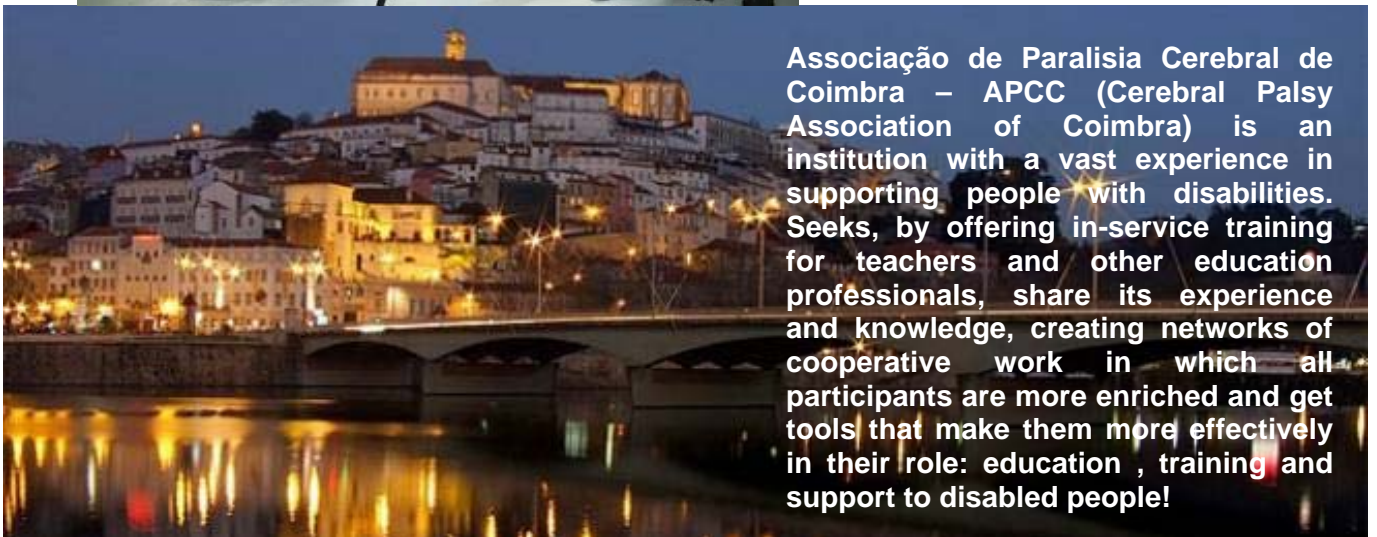 Associação de Paralisia Cerebral de
Coimbra – APCC (Cerebral Palsy
Association of Coimbra) is an
institution with a vast experience in
supporting people with disabilities.
Seeks, by offering in-service training
for teachers and other education
professionals, share its experience
and knowledge, creating networks of
cooperative work in which all
participants are more enriched and get
tools that make them more effectively
in their role: education , training and
support to disabled people!